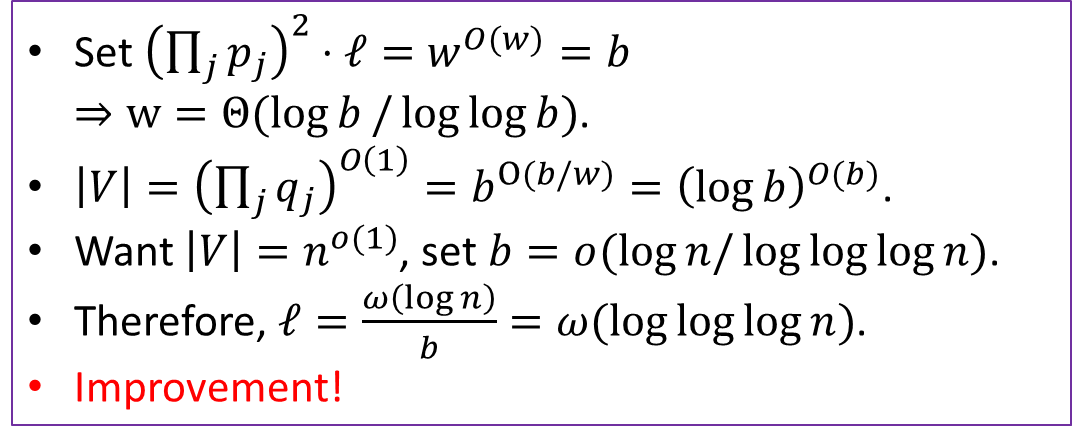 • Set (∏_j p_j)^2 · ℓ = w^{O(w)} = b
⇒ w = Θ(log b / log log b).
• |V| = (∏_j q_j)^{O(1)} = b^{O(b/w)} = (log b)^{O(b)}.
• Want |V| = n^{o(1)}, set b = o(log n/ log log log n).
• Therefore, ℓ = \frac{ω(log n)}{b} = ω(log log log n).
• Improvement!